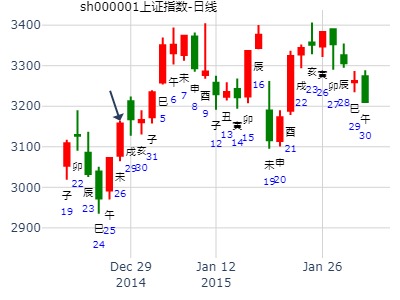 sh000001上证指数-日线
3400
3300
3200
3100
3000
2900
子
19
卯
22
辰
23
巳
24
午
25
未
26
戌
29
亥
30
子
31
巳
5
午
6
未
7
申
8
酉
9
子
12
丑
13
寅
14
卯
15
辰
16
未
19
申
20
酉
21
戌
22
亥
23
寅
26
卯
27
辰
28
巳
29
午
30
Dec 29
2014
Jan 12
2015
Jan 26